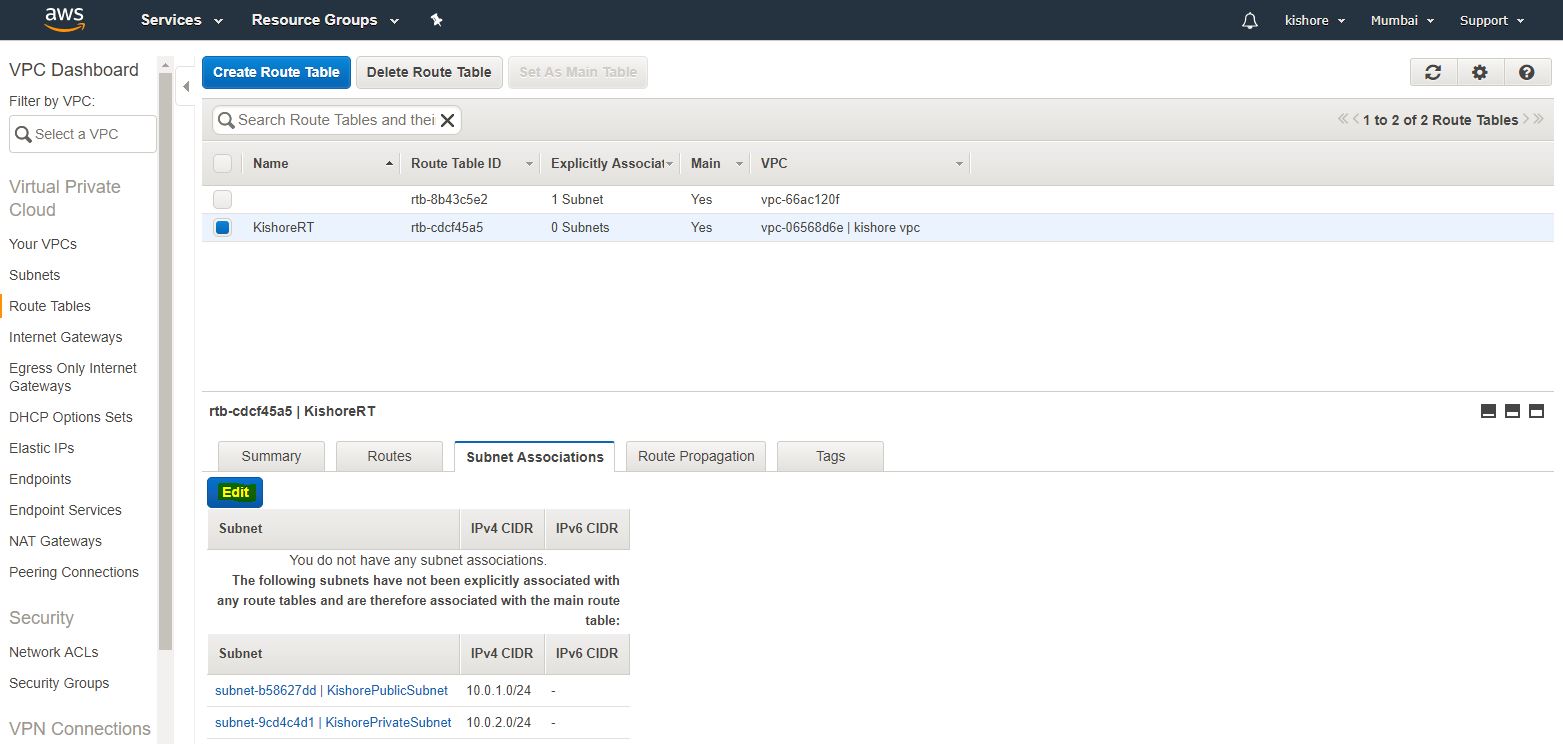 aws Services Resource Groups kishore Mumbai Support
VPC Dashboard
Filter by VPC:
Select a VPC
Virtual Private
Cloud
Your VPCs
Subnets
Route Tables
Internet Gateways
Egress Only Internet
Gateways
DHCP Options Sets
Elastic IPs
Endpoints
Endpoint Services
NAT Gateways
Peering Connections
Security
Network ACLs
Security Groups
VPN Connections
Create Route Table Delete Route Table Set As Main Table
Search Route Tables and thei
1 to 2 of 2 Route Tables
Name Route Table ID Explicitly Associat Main VPC
rtb-8b43c5e2 1 Subnet Yes vpc-66ac120f
KishoreRT rtb-cdcf45a5 0 Subnets Yes vpc-06568d6e | kishore vpc
rtb-cdcf45a5 | KishoreRT
Summary Routes Subnet Associations Route Propagation Tags
Edit
Subnet IPv4 CIDR IPv6 CIDR
You do not have any subnet associations.
The following subnets have not been explicitly associated with
any route tables and are therefore associated with the main route
table:
Subnet IPv4 CIDR IPv6 CIDR
subnet-b58627dd | KishorePublicSubnet 10.0.1.0/24 -
subnet-9cd4c4d1 | KishorePrivateSubnet 10.0.2.0/24 -